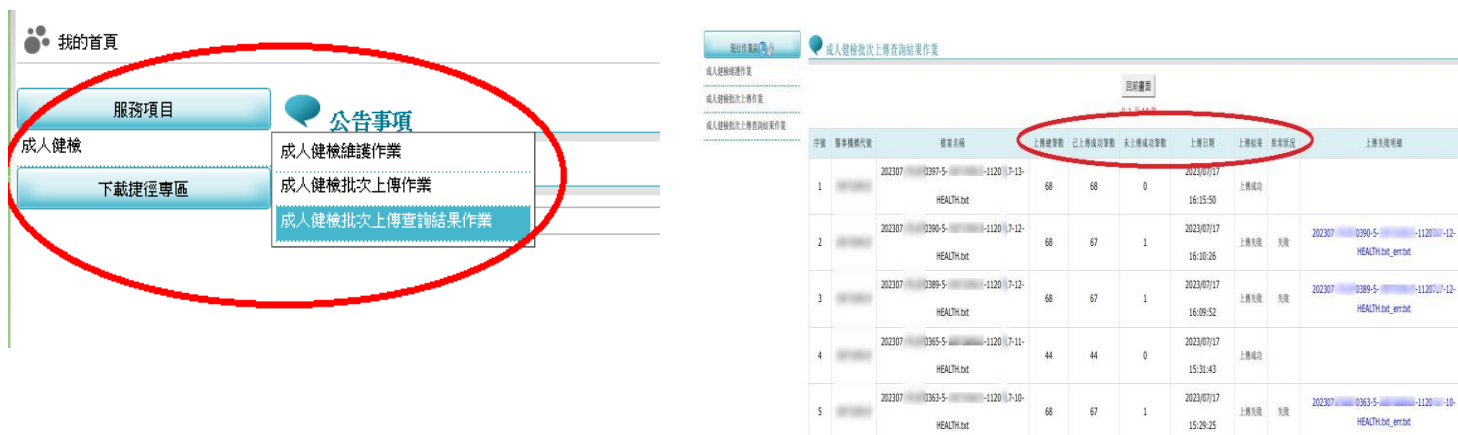 我的首頁
服務項目
公告事項
成人健檢
成人健檢維護作業
成人健檢批次上傳作業
下載捷徑專區
成人健檢批次上傳查詢結果作業
成人健檢批次上傳查詢結果作業
成人健檢維護作業
回前畫面
成人健檢批次上傳作業
成人健檢批次上傳查詢結果作業
序號 醫事機構代號 檔案名稱 上傳總筆數 已上傳成功筆數 未上傳成功筆數 上傳日期 上傳結果 異常狀況 上傳失敗明細
202307 0397-5- -1120 7-13- 2023/07/17
1 68 68 0 上傳成功
HEALTH.txt 16:15:50
202307 0390-5- -1120 7-12- 2023/07/17 202307 0390-5- -1120 -12-
2 68 67 1 上傳失敗 失敗
HEALTH.txt 16:10:26 HEALTH.txt_err.txt
202307 0389-5- -1120 7-12- 2023/07/17 202307 0389-5- -1120 -12-
3 68 67 1 上傳失敗 失敗
HEALTH.txt 16:09:52 HEALTH.txt_err.txt
202307 0365-5- -1120 7-11- 2023/07/17
4 44 44 0 上傳成功
HEALTH.txt 15:31:43
202307 0363-5- -1120 7-10- 2023/07/17 202307 0363-5- -1120 -10-
5 68 67 1 上傳失敗 失敗
HEALTH.txt 15:29:25 HEALTH.txt_err.txt